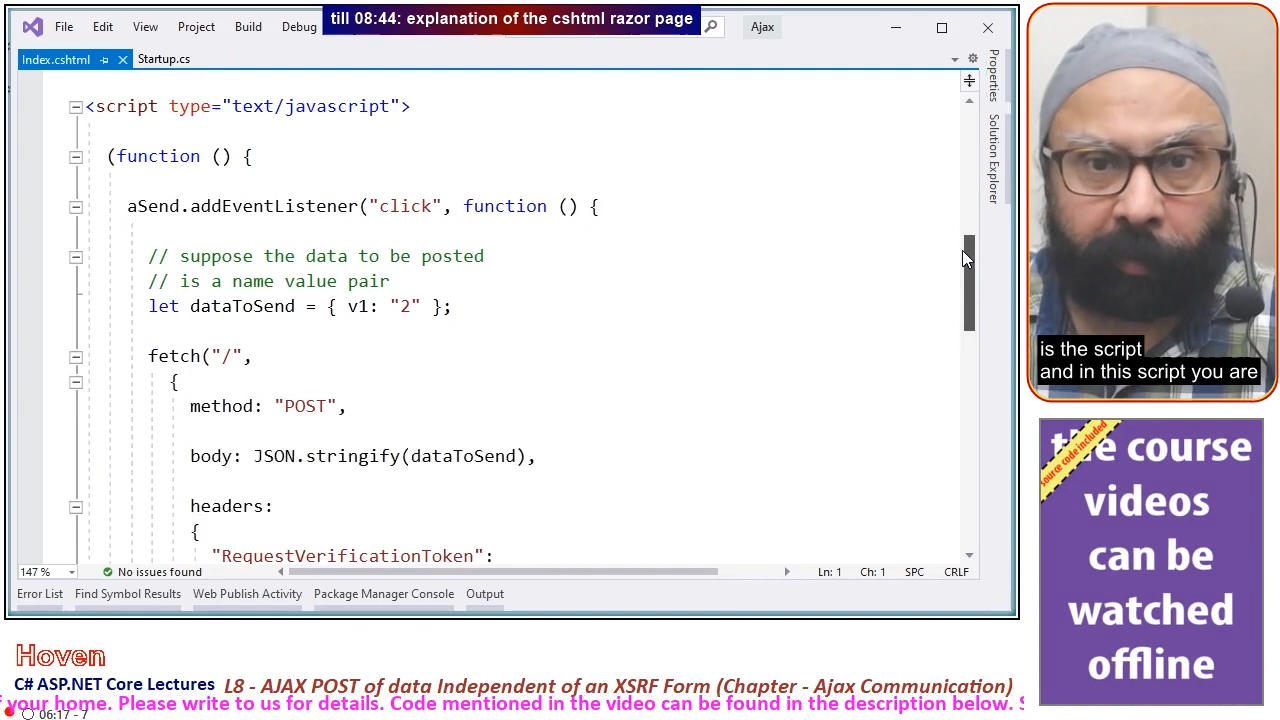 till 08:44: explanation of the cshtml razor page
File Edit View Project Build Debug Ajax
Index.cshtml Startup.cs
<script type="text/javascript">
(function () {
aSend.addEventListener("click", function () {
// suppose the data to be posted
// is a name value pair
let dataToSend = { v1: "2" };
fetch("/",
{
method: "POST",
body: JSON.stringify(dataToSend),
headers:
{
"RequestVerificationToken":
147 % No issues found Ln: 1 Ch: 1 SPC CRLF
Error List Find Symbol Results Web Publish Activity Package Manager Console Output
Properties
Solution Explorer
is the script
and in this script you are
source code included
the course
videos
can be
watched
offline
Hoven
C# ASP.NET Core Lectures L8 - AJAX POST of data Independent of an XSRF Form (Chapter - Ajax Communication)
your home. Please write to us for details. Code mentioned in the video can be found in the description below.
06:17 - 7